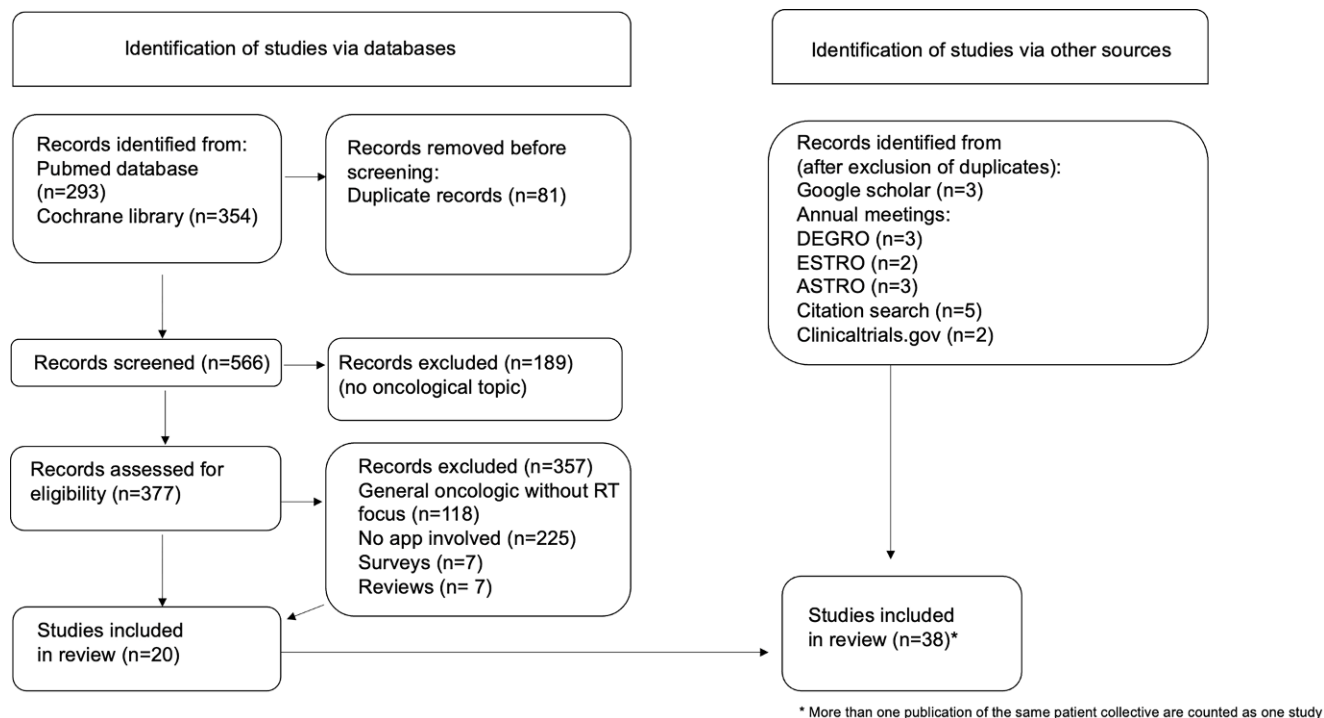 Identification of studies via databases
Identification of studies via other sources
Records identified from:
Pubmed database
(n=293)
Cochrane library (n=354)
Records removed before
screening:
Duplicate records (n=81)
Records identified from
(after exclusion of duplicates):
Google scholar (n=3)
Annual meetings:
DEGRO (n=3)
ESTRO (n=2)
ASTRO (n=3)
Citation search (n=5)
Clinicaltrials.gov (n=2)
Records screened (n=566)
Records excluded (n=189)
(no oncological topic)
Records assessed for
eligibility (n=377)
Records excluded (n=357)
General oncologic without RT
focus (n=118)
No app involved (n=225)
Surveys (n=7)
Reviews (n= 7)
Studies included
in review (n=20)
Studies included
in review (n=38)*
* More than one publication of the same patient collective are counted as one study